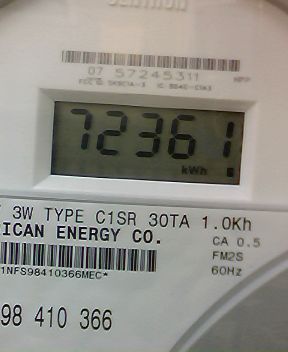 07 57245311
72361
kWh
3W TYPE C1SR 30TA 1.0Kh
ICAN ENERGY CO.
CA 0.5
FM2S
60Hz
1NFS98410366MEC*
98 410 366